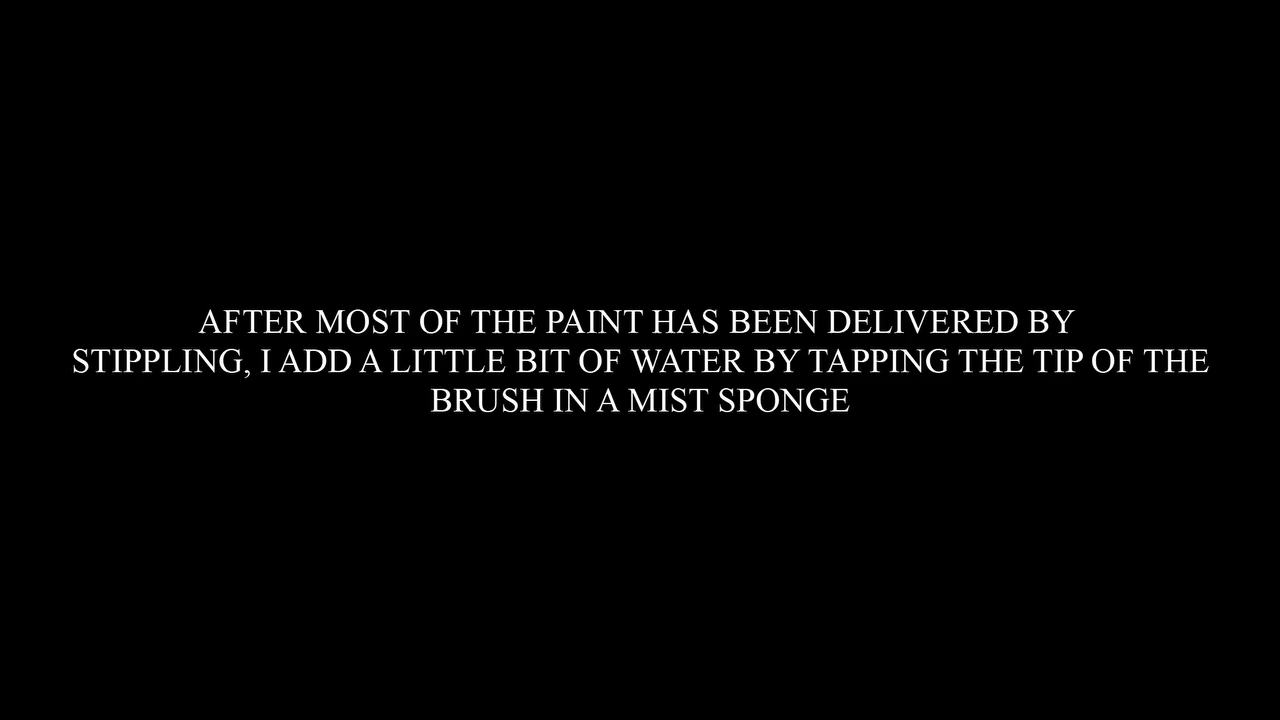 AFTER MOST OF THE PAINT HAS BEEN DELIVERED BY
STIPPLING, I ADD A LITTLE BIT OF WATER BY TAPPING THE TIP OF THE
BRUSH IN A MIST SPONGE